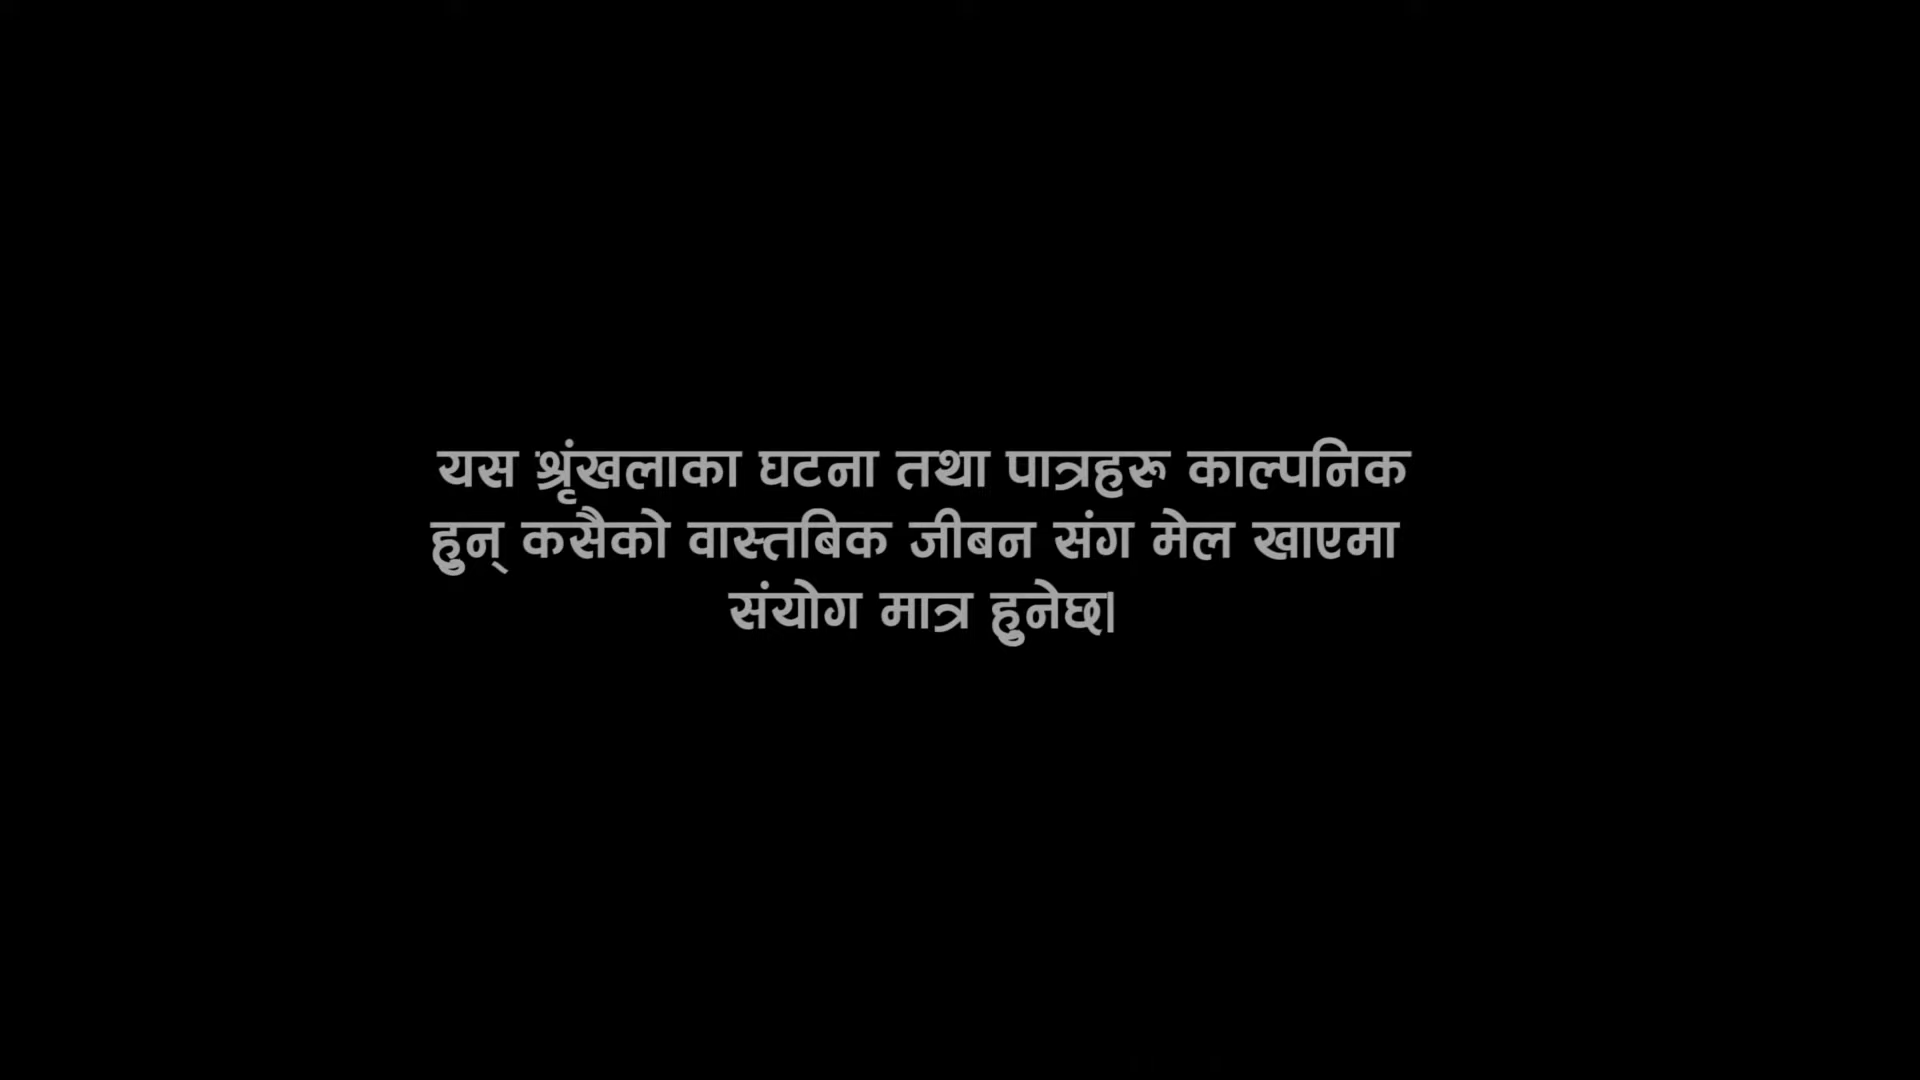 यस श्रृंखलाका घटना तथा पात्रहरू काल्पनिक
हुन् कसैको वास्तबिक जीबन संग मेल खाएमा
संयोग मात्र हुनेछ।